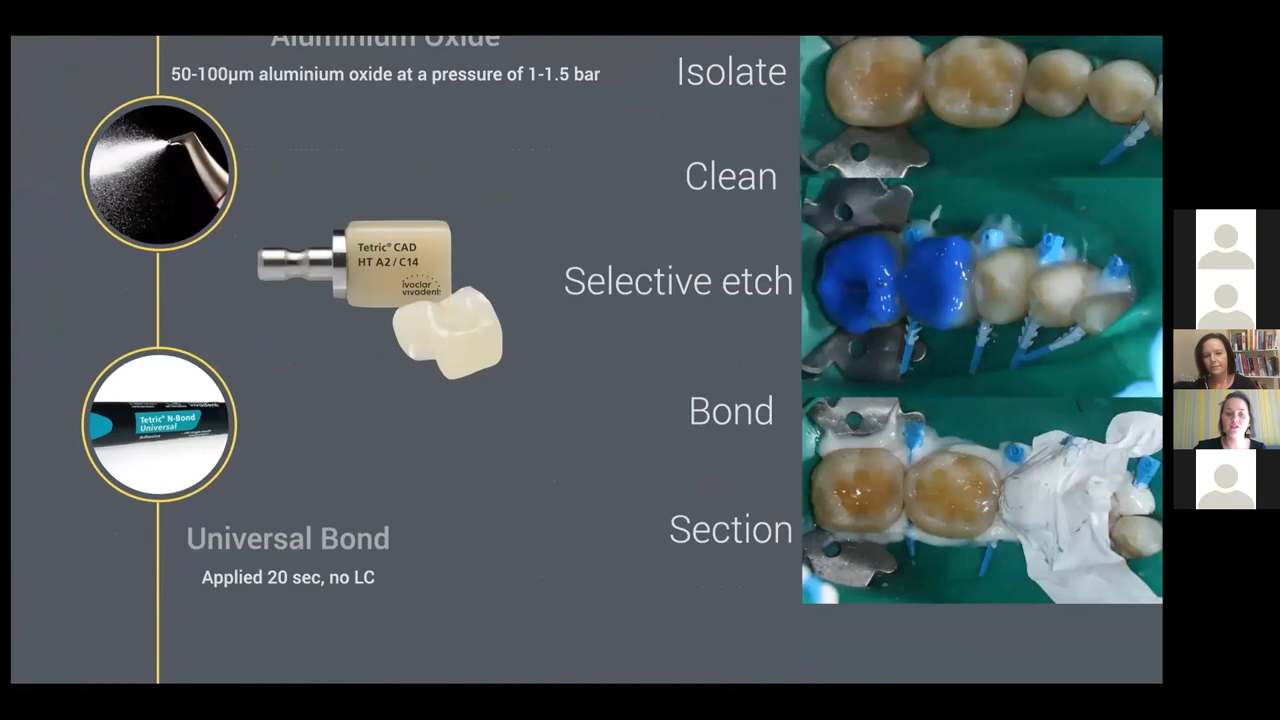 Aluminium Oxide
50-100µm aluminium oxide at a pressure of 1-1.5 bar
Tetric® CAD
HT A2 / C14
ivoclar
vivadent
Tetric® N-Bond
Universal
Adhesive
Universal Bond
Applied 20 sec, no LC
Isolate
Clean
Selective etch
Bond
Section